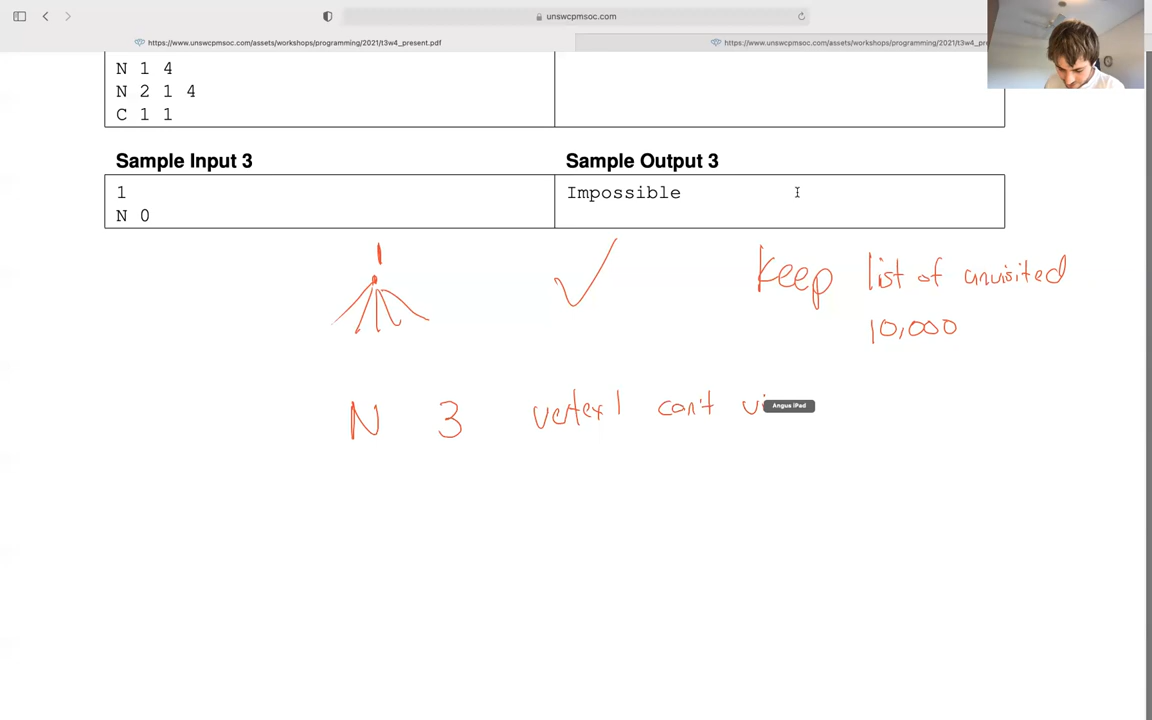 unswcpmsoc.com
https://www.unswcpmsoc.com/assets/workshops/programming/2021/t3w4_present.pdf
https://www.unswcpmsoc.com/assets/workshops/programming/2021/t3w4_pre
N 1 4
N 2 1 4
C 1 1
Sample Input 3
Sample Output 3
1
N 0
Impossible
1
Keep list of unvisited
10,000
N 3 vertex 1 can't vi
Angus iPad